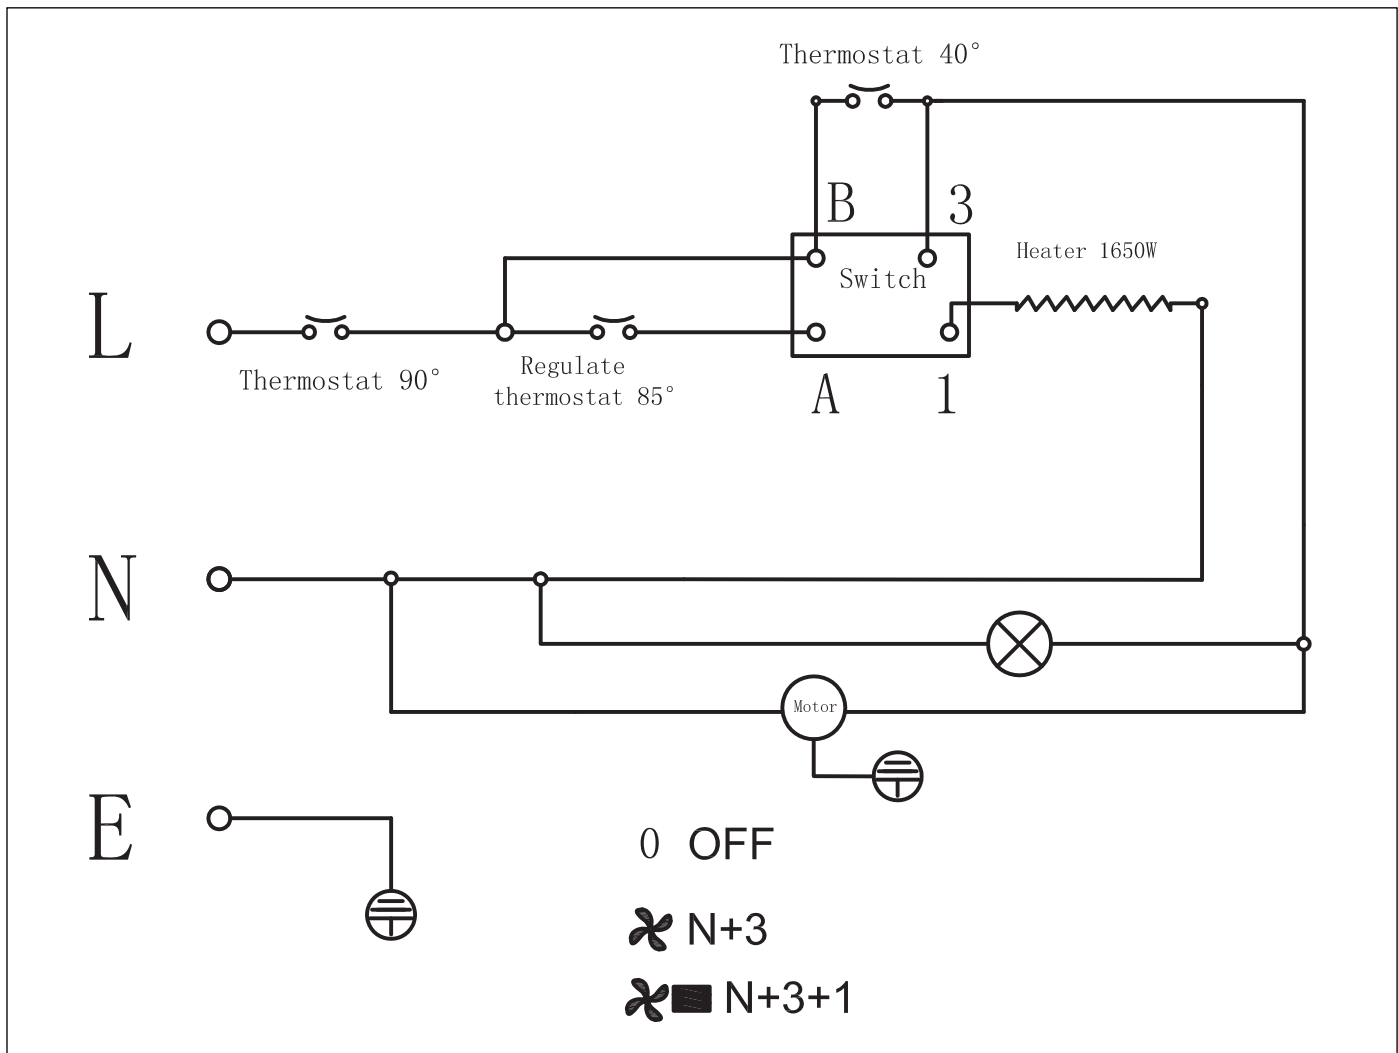 Thermostat 40°
B 3
Heater 1650W
Switch
L
Thermostat 90°
Regulate
thermostat 85°
A 1
N
Motor
E
0 OFF
N+3
N+3+1